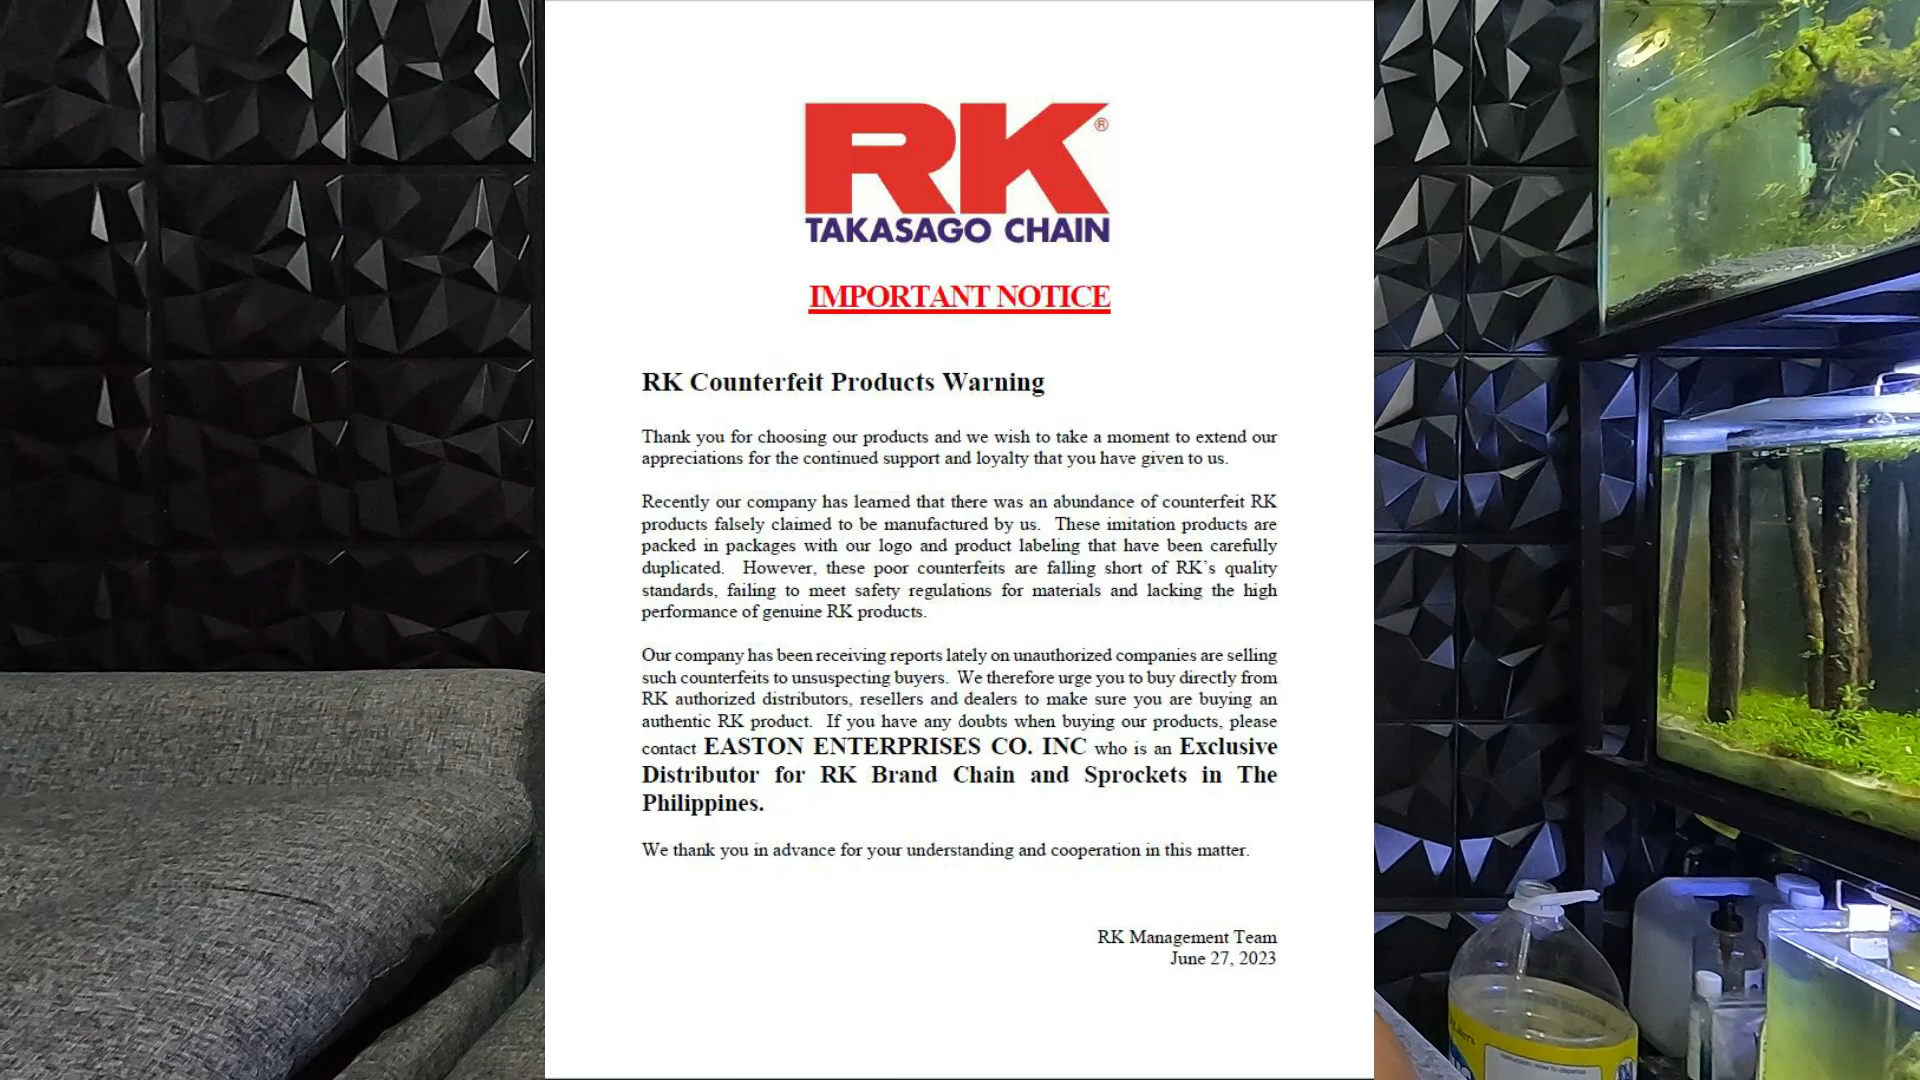 RK®
TAKASAGO CHAIN
IMPORTANT NOTICE
RK Counterfeit Products Warning
Thank you for choosing our products and we wish to take a moment to extend our
appreciations for the continued support and loyalty that you have given to us.
Recently our company has learned that there was an abundance of counterfeit RK
products falsely claimed to be manufactured by us. These imitation products are
packed in packages with our logo and product labeling that have been carefully
duplicated. However, these poor counterfeits are falling short of RK's quality
standards, failing to meet safety regulations for materials and lacking the high
performance of genuine RK products.
Our company has been receiving reports lately on unauthorized companies are selling
such counterfeits to unsuspecting buyers. We therefore urge you to buy directly from
RK authorized distributors, resellers and dealers to make sure you are buying an
authentic RK product. If you have any doubts when buying our products, please
contact EASTON ENTERPRISES CO. INC who is an Exclusive
Distributor for RK Brand Chain and Sprockets in The
Philippines.
We thank you in advance for your understanding and cooperation in this matter.
RK Management Team
June 27, 2023